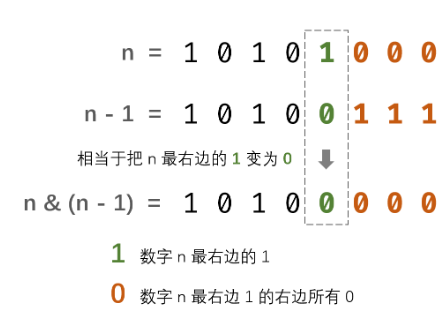 n = 1 0 1 0 1 0 0 0
n - 1 = 1 0 1 0 0 1 1 1
相当于把 n 最右边的 1 变为 0
n & (n - 1) = 1 0 1 0 0 0 0 0
1 数字 n 最右边的 1
0 数字 n 最右边 1 的右边所有 0